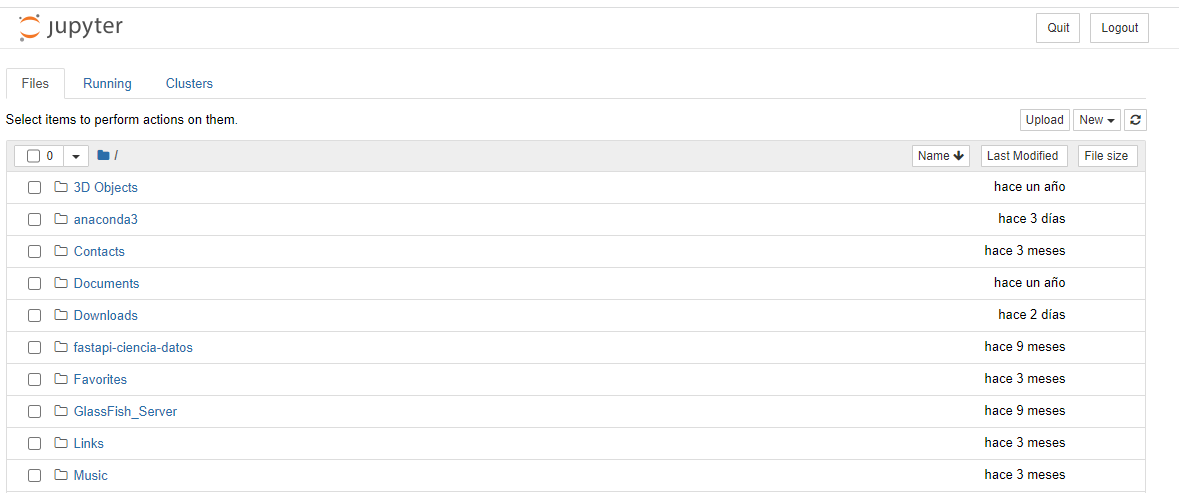 jupyter Quit Logout
Files Running Clusters
Select items to perform actions on them. Upload New
0 / Name Last Modified File size
3D Objects hace un año
anaconda3 hace 3 días
Contacts hace 3 meses
Documents hace un año
Downloads hace 2 días
fastapi-ciencia-datos hace 9 meses
Favorites hace 3 meses
GlassFish_Server hace 9 meses
Links hace 3 meses
Music hace 3 meses